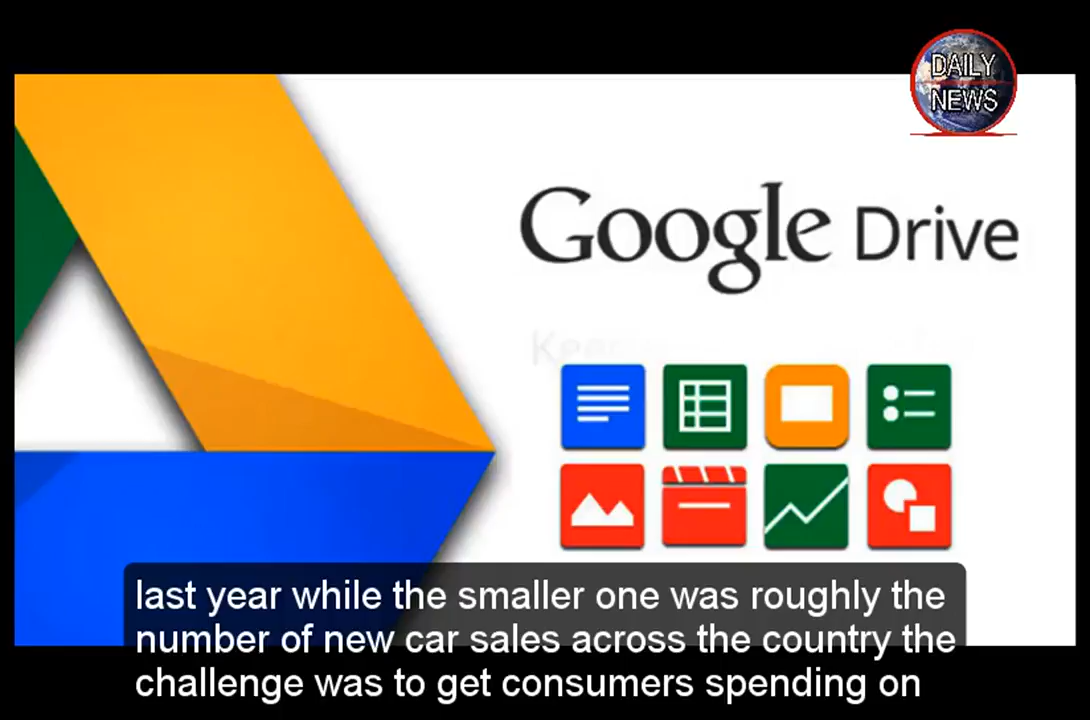 DAILY
NEWS
Google Drive
last year while the smaller one was roughly the
number of new car sales across the country the
challenge was to get consumers spending on